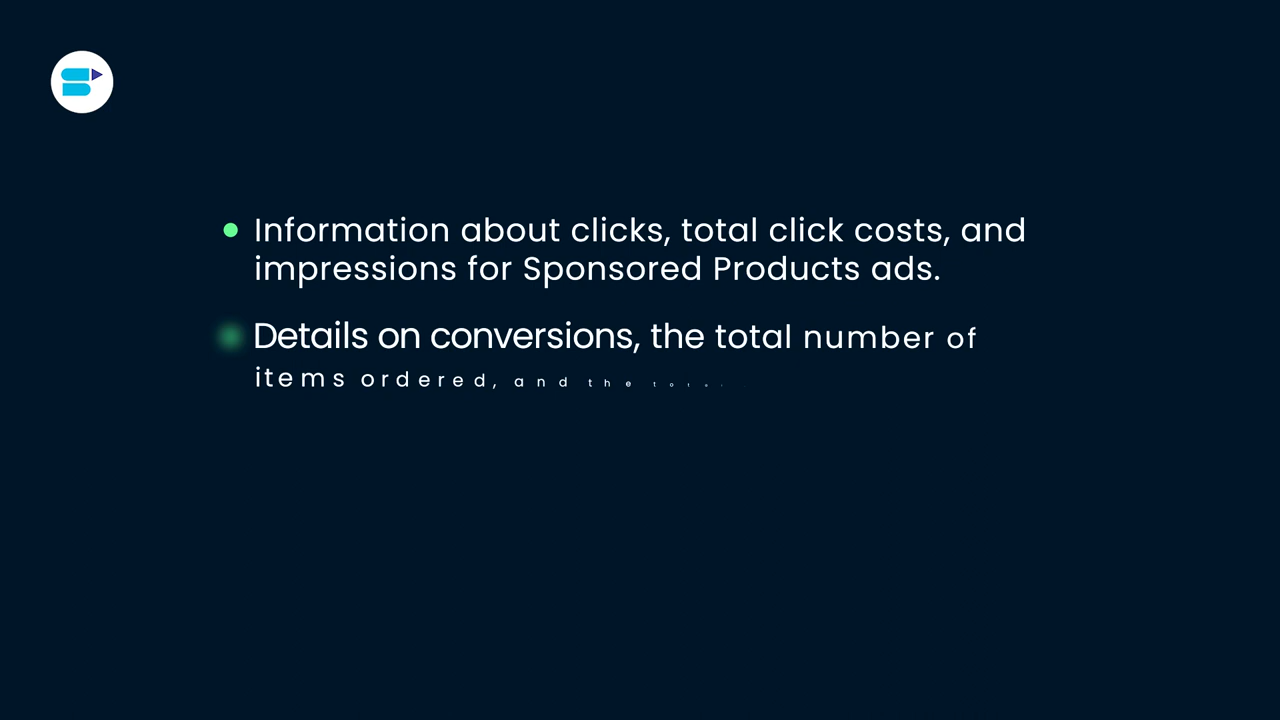 Information about clicks, total click costs, and
impressions for Sponsored Products ads.
Details on conversions, the total number of
items ordered, and the